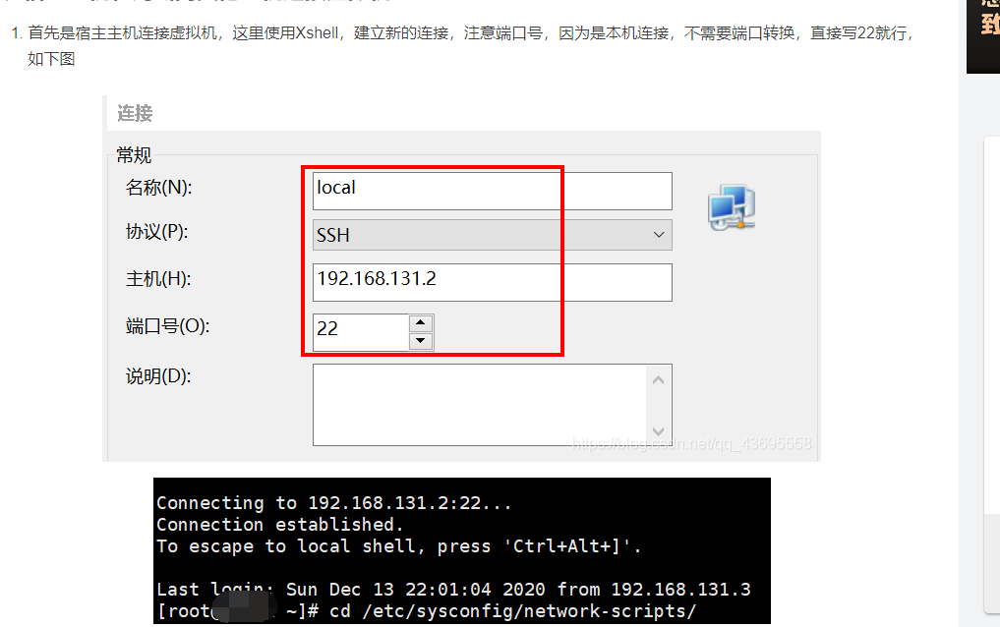 1. 首先是宿主主机连接虚拟机，这里使用Xshell，建立新的连接，注意端口号，因为是本机连接，不需要端口转换，直接写22就行，
如下图
致
连接
常规
名称(N):
local
协议(P):
SSH
主机(H):
192.168.131.2
端口号(O):
22
说明(D):
https://blog.csdn.net/qq_43695558
Connecting to 192.168.131.2:22...
Connection established.
To escape to local shell, press 'Ctrl+Alt+]'.
Last login: Sun Dec 13 22:01:04 2020 from 192.168.131.3
[root@ ~]# cd /etc/sysconfig/network-scripts/